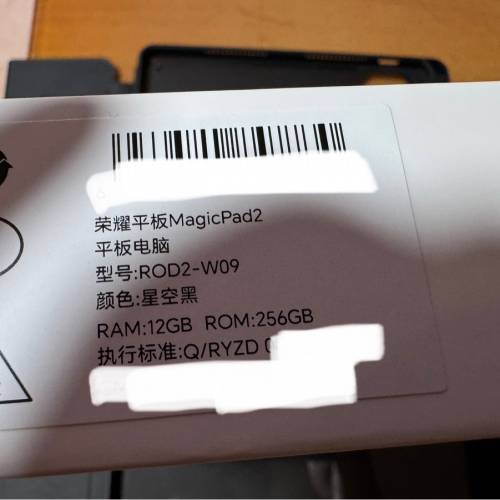 荣耀平板MagicPad2
平板电脑
型号:ROD2-W09
颜色:星空黑
RAM:12GB ROM:256GB
执行标准:Q/RYZD